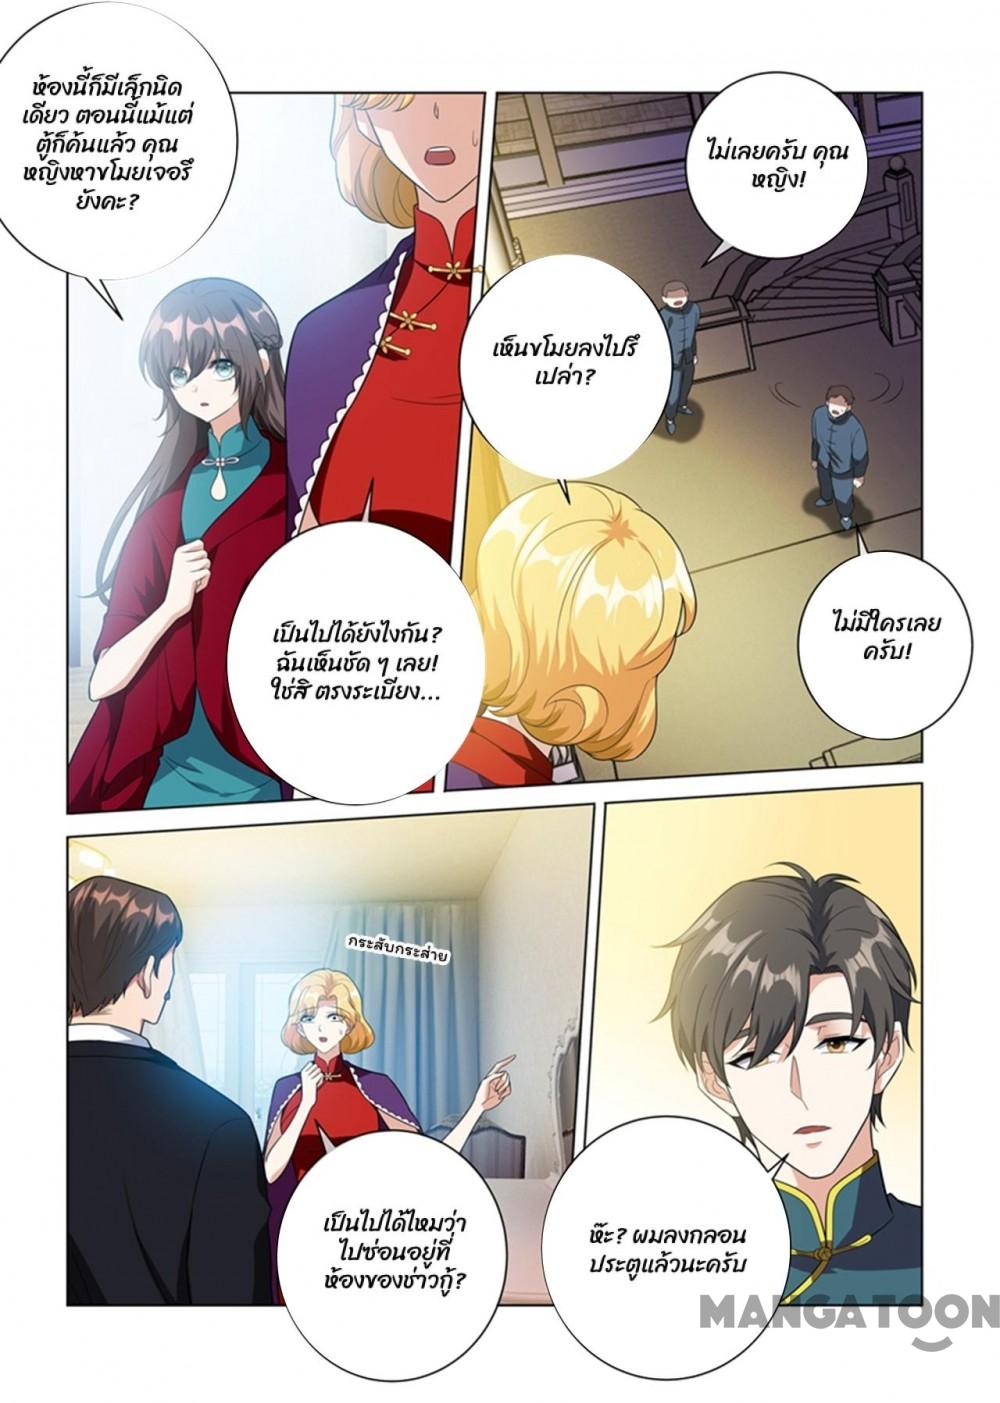 ห้องนี้ก็มีเล็กนิด
เดียว ตอนนี้แม้แต่
ตู้ก็ค้นแล้ว คุณ
หญิงหาขโมยเจอรึ
ยังคะ?
เป็นไปได้ยังไงกัน?
ฉันเห็นชัด ๆ เลย!
ใช่สิ ตรงระเบียง...
เห็นขโมยลงไปรึ
เปล่า?
ไม่เลยครับ คุณ
หญิง!
ไม่มีใครเลย
ครับ!
กระสับกระส่าย
เป็นไปได้ไหมว่า
ไปซ่อนอยู่ที่
ห้องของช่าวกู้?
ห๊ะ? ผมลงกลอน
ประตูแล้วนะครับ
MANGATOON